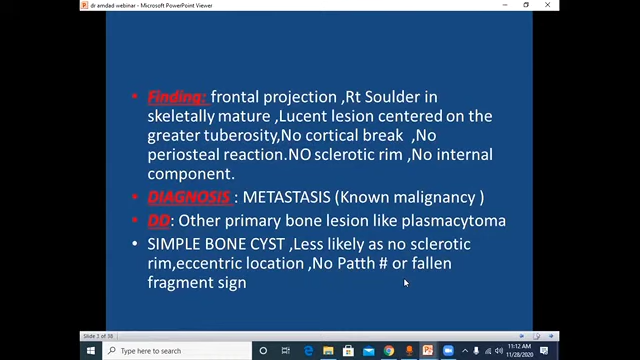 dr amdad webinar - Microsoft PowerPoint Viewer
• Finding: frontal projection ,Rt Soulder in
skeletally mature ,Lucent lesion centered on the
greater tuberosity,No cortical break ,No
periosteal reaction.NO sclerotic rim ,No internal
component.
• DIAGNOSIS : METASTASIS (Known malignancy )
• DD: Other primary bone lesion like plasmacytoma
• SIMPLE BONE CYST ,Less likely as no sclerotic
rim,eccentric location ,No Patth # or fallen
fragment sign
Slide 2 of 38
Type here to search
11:12 AM
11/28/2020